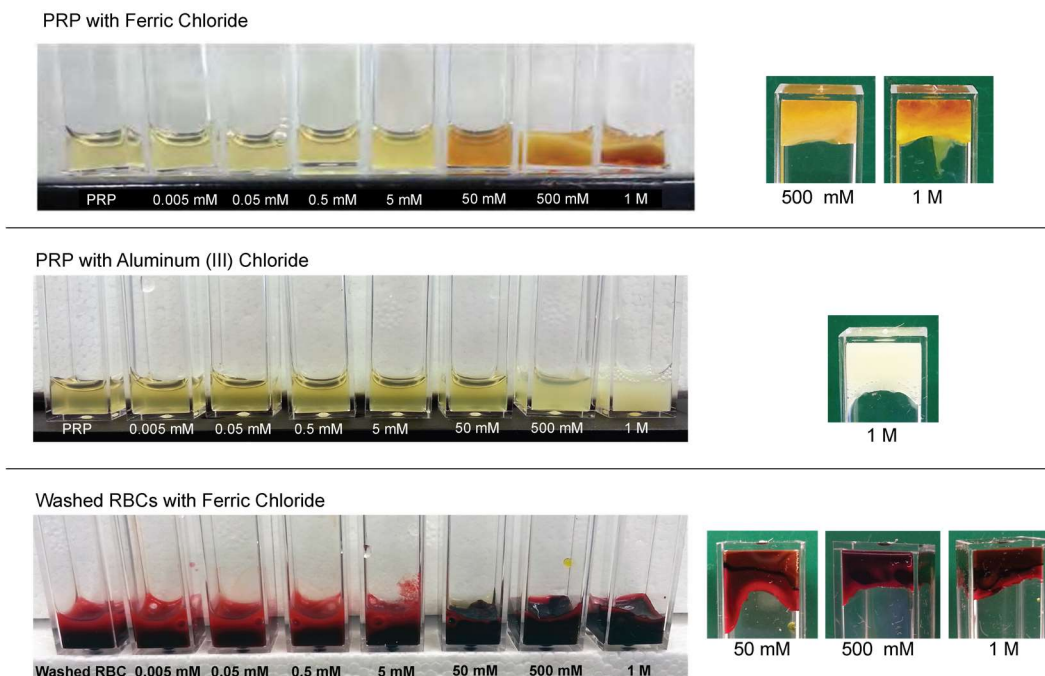 PRP with Ferric Chloride
PRP 0.005 mM 0.05 mM 0.5 mM 5 mM 50 mM 500 mM 1 M
500 mM 1 M
PRP with Aluminum (III) Chloride
PRP 0.005 mM 0.05 mM 0.5 mM 5 mM 50 mM 500 mM 1 M
1 M
Washed RBCs with Ferric Chloride
Washed RBC 0.005 mM 0.05 mM 0.5 mM 5 mM 50 mM 500 mM 1 M
50 mM 500 mM 1 M